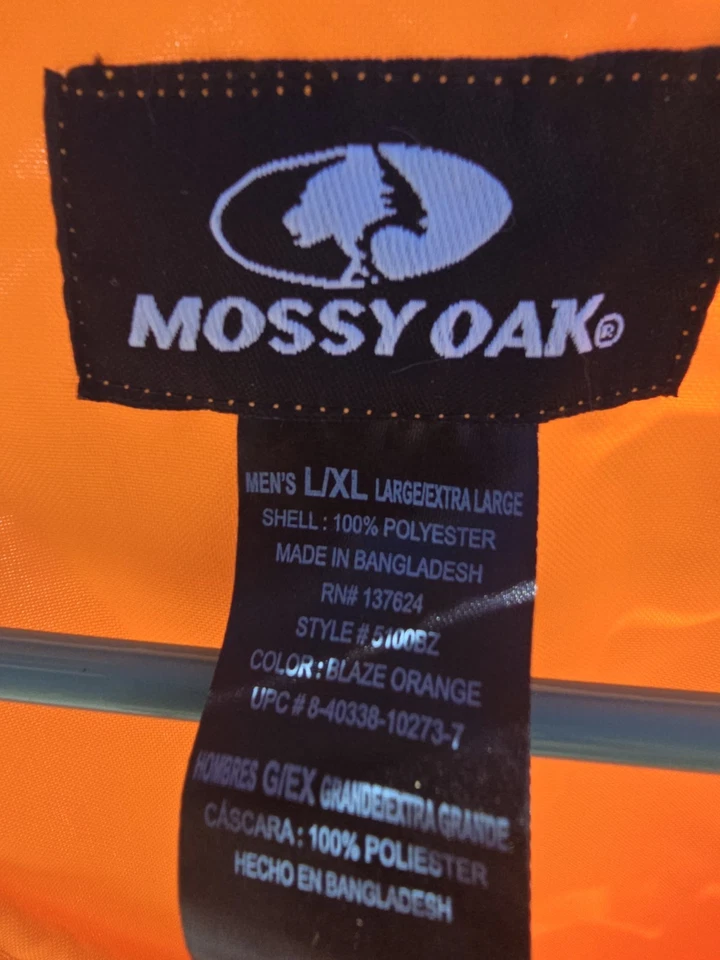 MOSSY OAK®
MEN'S L/XL LARGE/EXTRA LARGE
SHELL : 100% POLYESTER
MADE IN BANGLADESH
RN# 137624
STYLE # 5100BZ
COLOR : BLAZE ORANGE
UPC # 8-40338-10273-7
HOMBRES G/EX GRANDE/EXTRA GRANDE
CÁSCARA : 100% POLIESTER
HECHO EN BANGLADESH